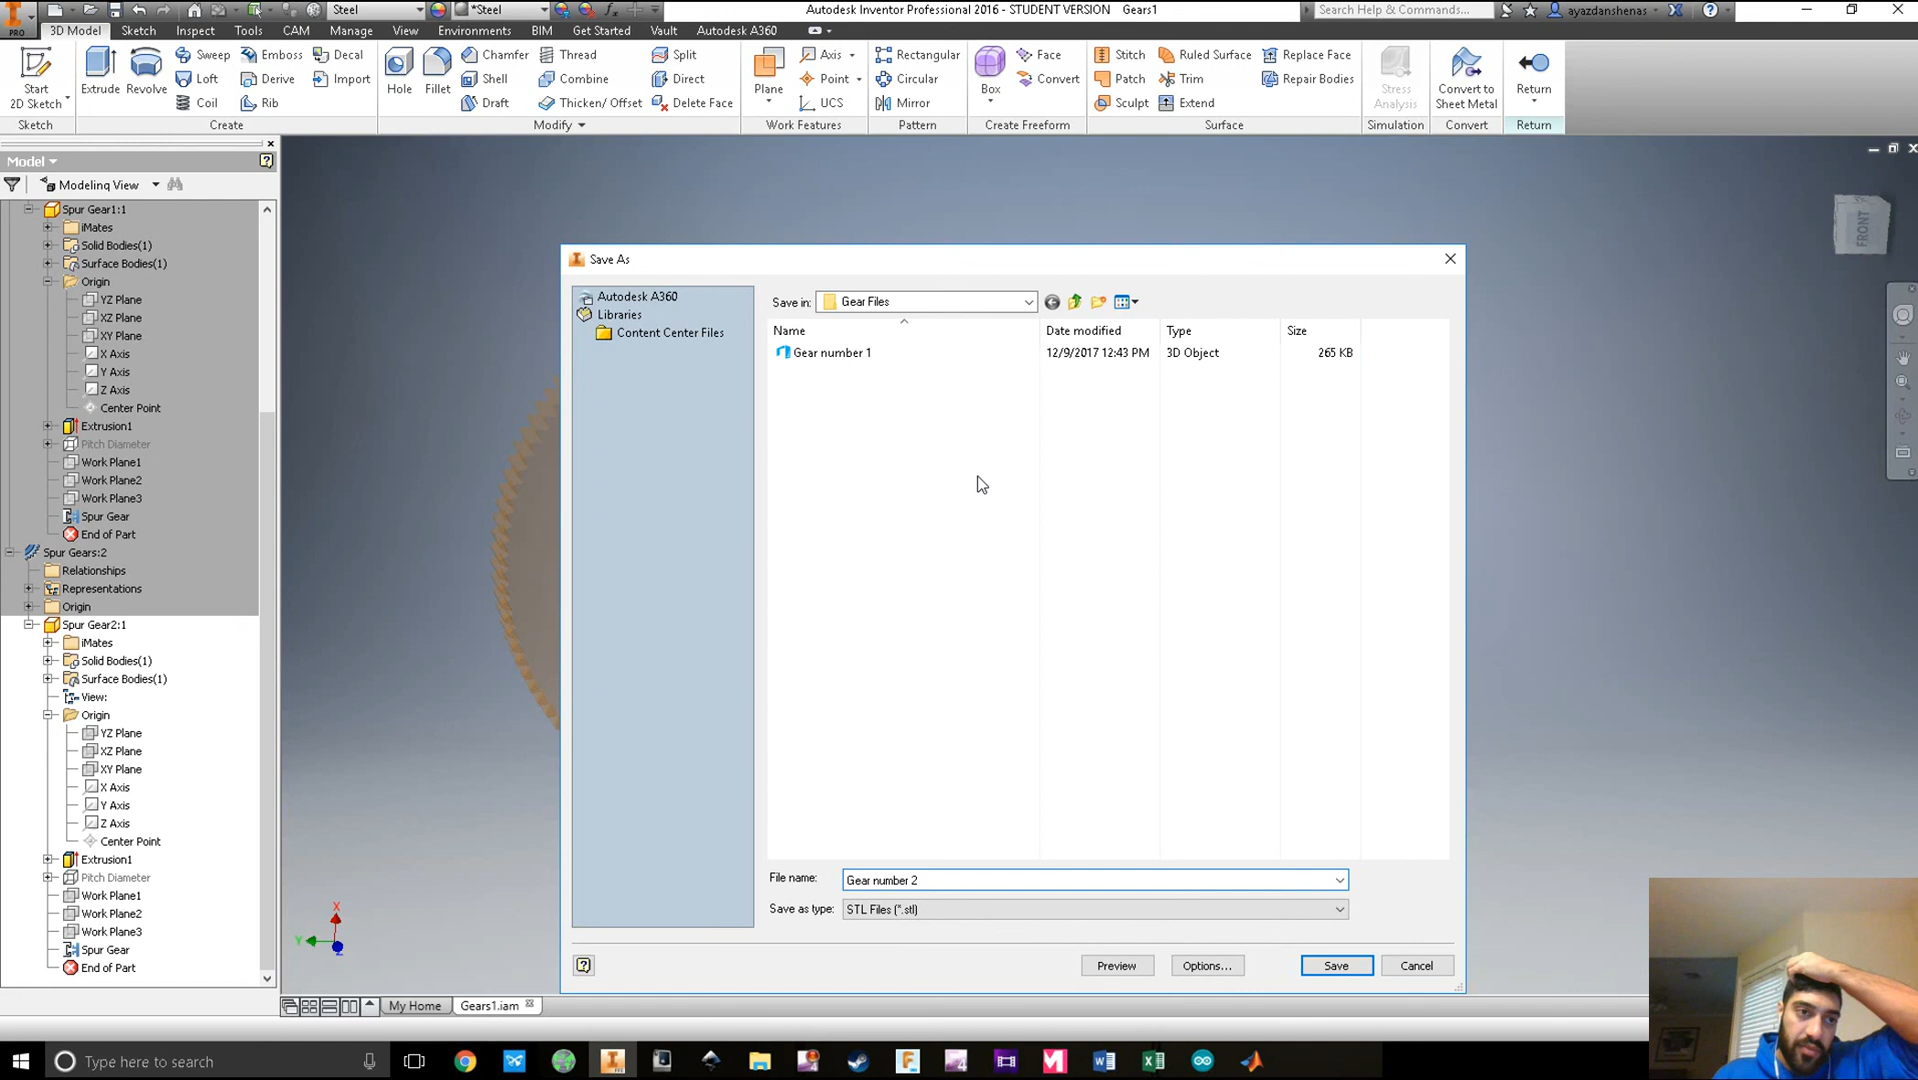 Steel
*Steel
Autodesk Inventor Professional 2016 - STUDENT VERSION Gears1
Search Help & Commands...
ayazdanshenas
PRO
3D Model Sketch Inspect Tools CAM Manage View Environments BIM Get Started Vault Autodesk A360
Start
2D Sketch
Extrude
Revolve
Sweep
Loft
Coil
Emboss
Derive
Rib
Decal
Import
Hole
Fillet
Chamfer
Shell
Draft
Thread
Combine
Thicken/ Offset
Split
Direct
Delete Face
Plane
Axis
Point
UCS
Rectangular
Circular
Mirror
Box
Face
Convert
Stitch
Patch
Sculpt
Ruled Surface
Trim
Extend
Replace Face
Repair Bodies
Stress
Analysis
Convert to
Sheet Metal
Return
Sketch Create Modify Work Features Pattern Create Freeform Surface Simulation Convert Return
Model
Modeling View
Spur Gear1:1
iMates
Solid Bodies(1)
Surface Bodies(1)
Origin
YZ Plane
XZ Plane
XY Plane
X Axis
Y Axis
Z Axis
Center Point
Extrusion1
Pitch Diameter
Work Plane1
Work Plane2
Work Plane3
Spur Gear
End of Part
Spur Gears:2
Relationships
Representations
Origin
Spur Gear2:1
iMates
Solid Bodies(1)
Surface Bodies(1)
View:
Origin
YZ Plane
XZ Plane
XY Plane
X Axis
Y Axis
Z Axis
Center Point
Extrusion1
Pitch Diameter
Work Plane1
Work Plane2
Work Plane3
Spur Gear
End of Part
FRONT
X
Y
Z
Save As
Autodesk A360
Libraries
Content Center Files
Save in: Gear Files
Name Date modified Type Size
Gear number 1 12/9/2017 12:43 PM 3D Object 265 KB
File name: Gear number 2
Save as type: STL Files (*.stl)
Preview Options... Save Cancel
My Home Gears1.iam
Type here to search